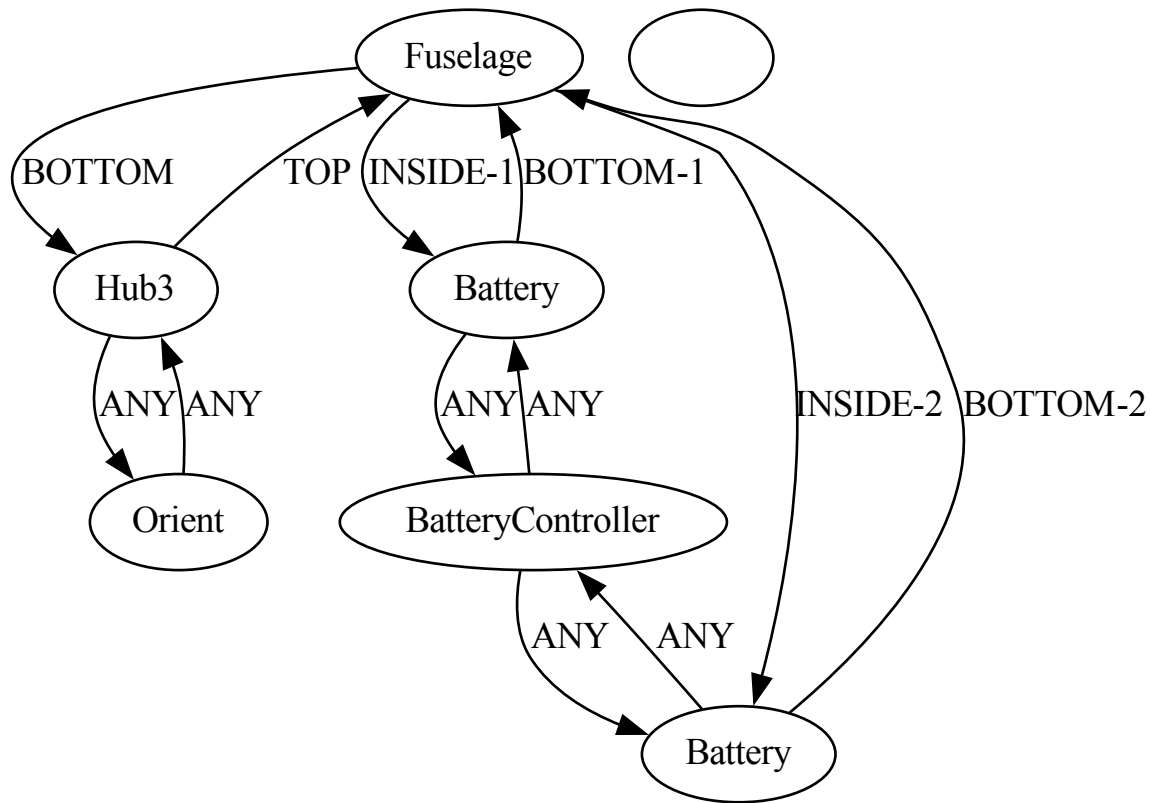 Fuselage
BOTTOM
TOP
INSIDE-1
BOTTOM-1
Hub3
Battery
ANY
ANY
ANY
ANY
INSIDE-2
BOTTOM-2
Orient
BatteryController
ANY
ANY
Battery